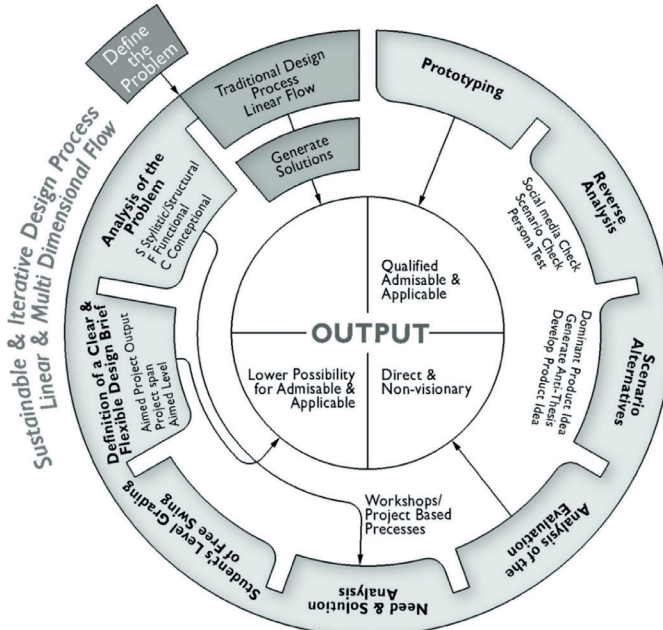 Define
the
Problem
Sustainable & Iterative Design Process
Linear & Multi Dimensional Flow
Traditional Design
Process
Linear Flow
Generate
Solutions
Analysis of the
Problem
S Stylistic/Structural
F Functional
C Conceptional
Definition of a Clear &
Flexible Design Brief
Aimed Project Output
Project span
Aimed Level
Student's Level Grading
of Free Swing
Need & Solution
Analysis
Workshops/
Project Based
Precesses
Analysis of the
Evaluation
Scenario
Alternatives
Dominant Product Idea
Generate Anti-Thesis
Develop Product Idea
Reverse
Analysis
Social media Check
Scenario Check
Persona Test
Prototyping
Qualified
Admisable &
Applicable
OUTPUT
Lower Possibility
for Admisable &
Applicable
Direct &
Non-visionary